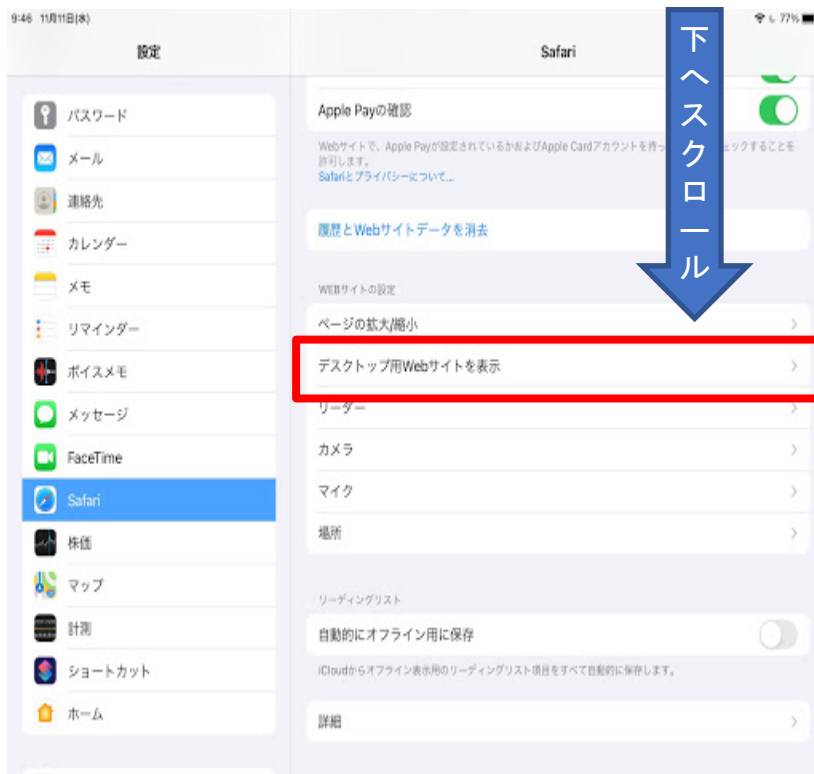 9:46 11月11日(水)
77%
設定
パスワード
メール
連絡先
カレンダー
メモ
リマインダー
ボイスメモ
メッセージ
FaceTime
Safari
株価
マップ
計測
ショートカット
ホーム
Safari
Apple Payの確認
Webサイトで、Apple Payが設定されているかおよびApple Cardアカウントを持っ
ェックすることを
許可します。
Safariとプライバシーについて...
履歴とWebサイトデータを消去
WEBサイトの設定
ページの拡大/縮小
デスクトップ用Webサイトを表示
リーダー
カメラ
マイク
場所
リーディングリスト
自動的にオフライン用に保存
iCloudからオフライン表示用のリーディングリスト項目をすべて自動的に保存します。
詳細
下へスクロール